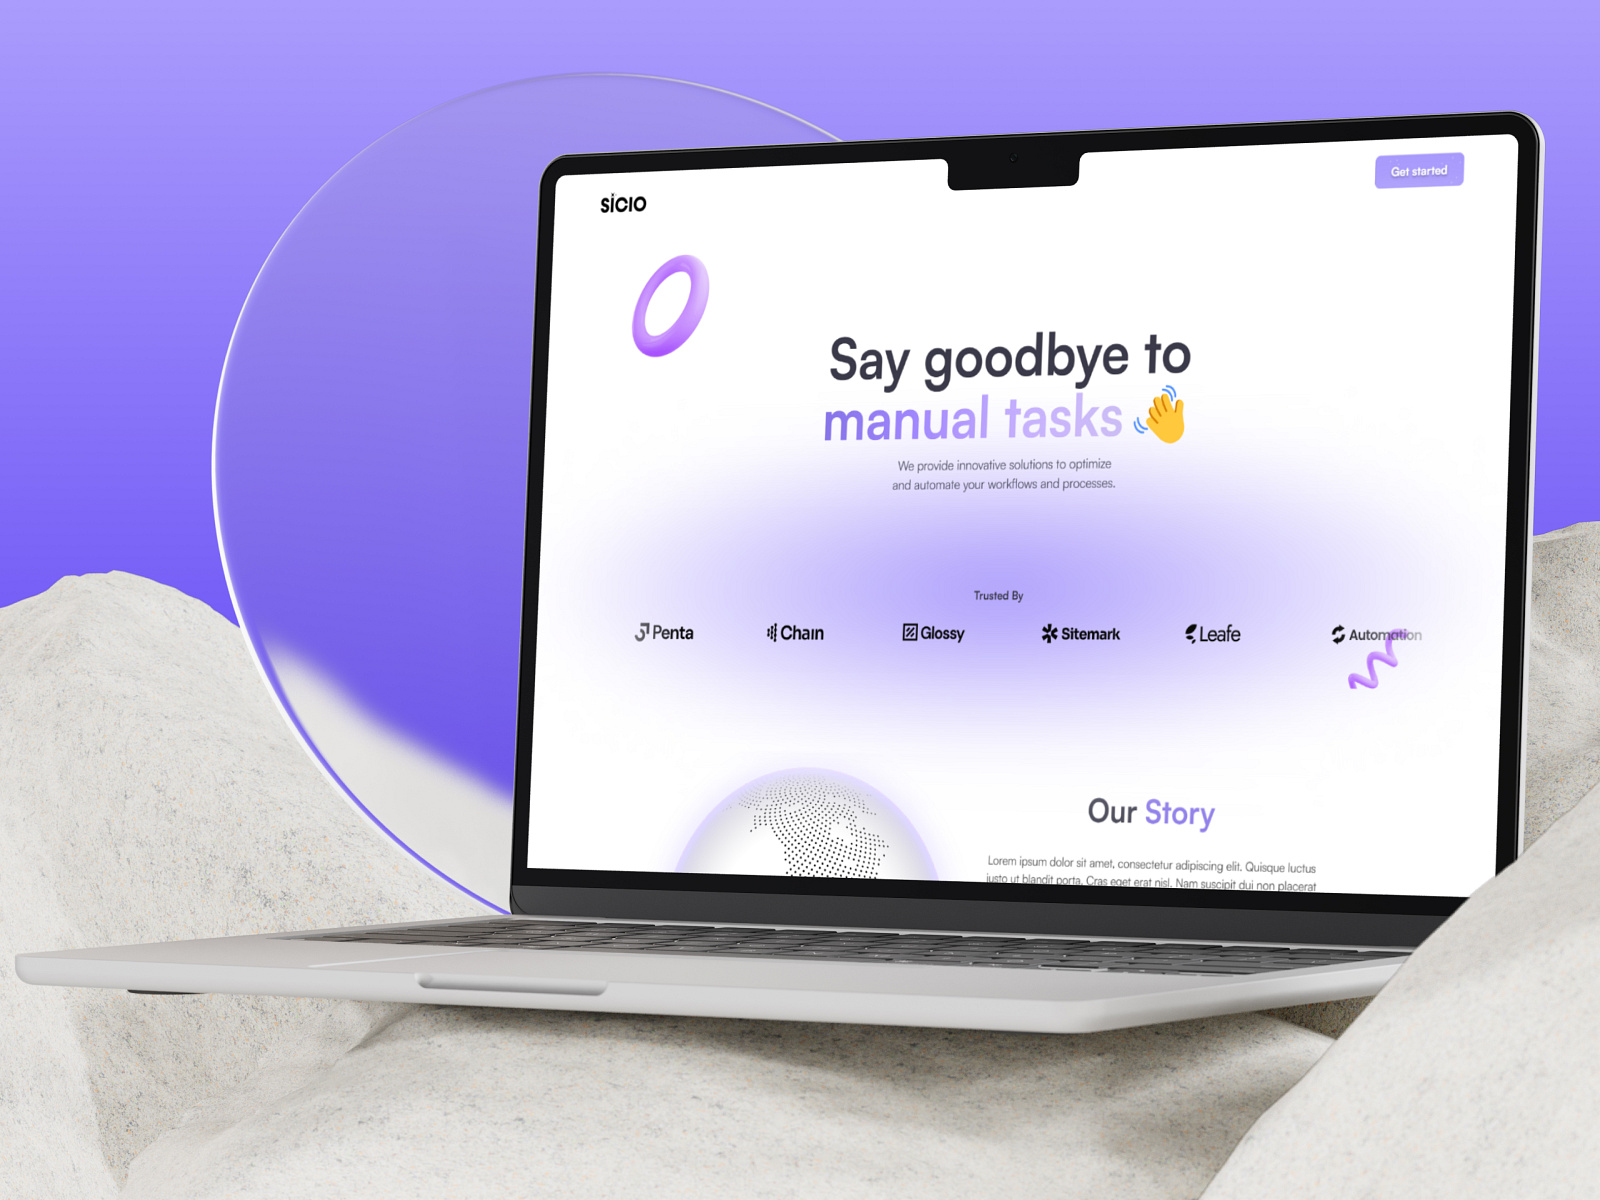 sicio
Get started
Say goodbye to
manual tasks 👋
We provide innovative solutions to optimize
and automate your workflows and processes.
Trusted By
Penta
Chain
Glossy
Sitemark
Leafe
Automation
Our Story
Lorem ipsum dolor sit amet, consectetur adipiscing elit. Quisque luctus
justo ut blandit porta. Cras eget erat nisl. Nam suscipit dui non placerat